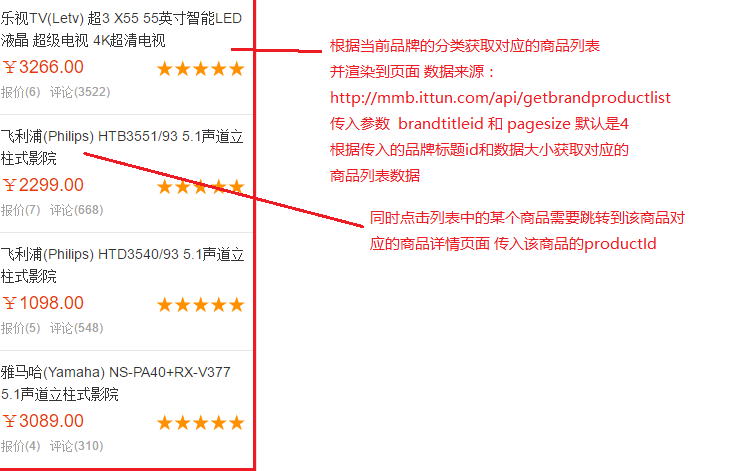 乐视TV(Letv) 超3 X55 55英寸智能LED
液晶 超级电视 4K超清电视
￥3266.00
报价(6) 评论(3522)
飞利浦(Philips) HTB3551/93 5.1声道立
柱式影院
￥2299.00
报价(7) 评论(668)
飞利浦(Philips) HTD3540/93 5.1声道立
柱式影院
￥1098.00
报价(5) 评论(548)
雅马哈(Yamaha) NS-PA40+RX-V377
5.1声道立柱式影院
￥3089.00
报价(4) 评论(310)
根据当前品牌的分类获取对应的商品列表
并渲染到页面 数据来源：
http://mmb.ittun.com/api/getbrandproductlist
传入参数 brandtitleid 和 pagesize 默认是4
根据传入的品牌标题id和数据大小获取对应的
商品列表数据
同时点击列表中的某个商品需要跳转到该商品对
应的商品详情页面 传入该商品的productId